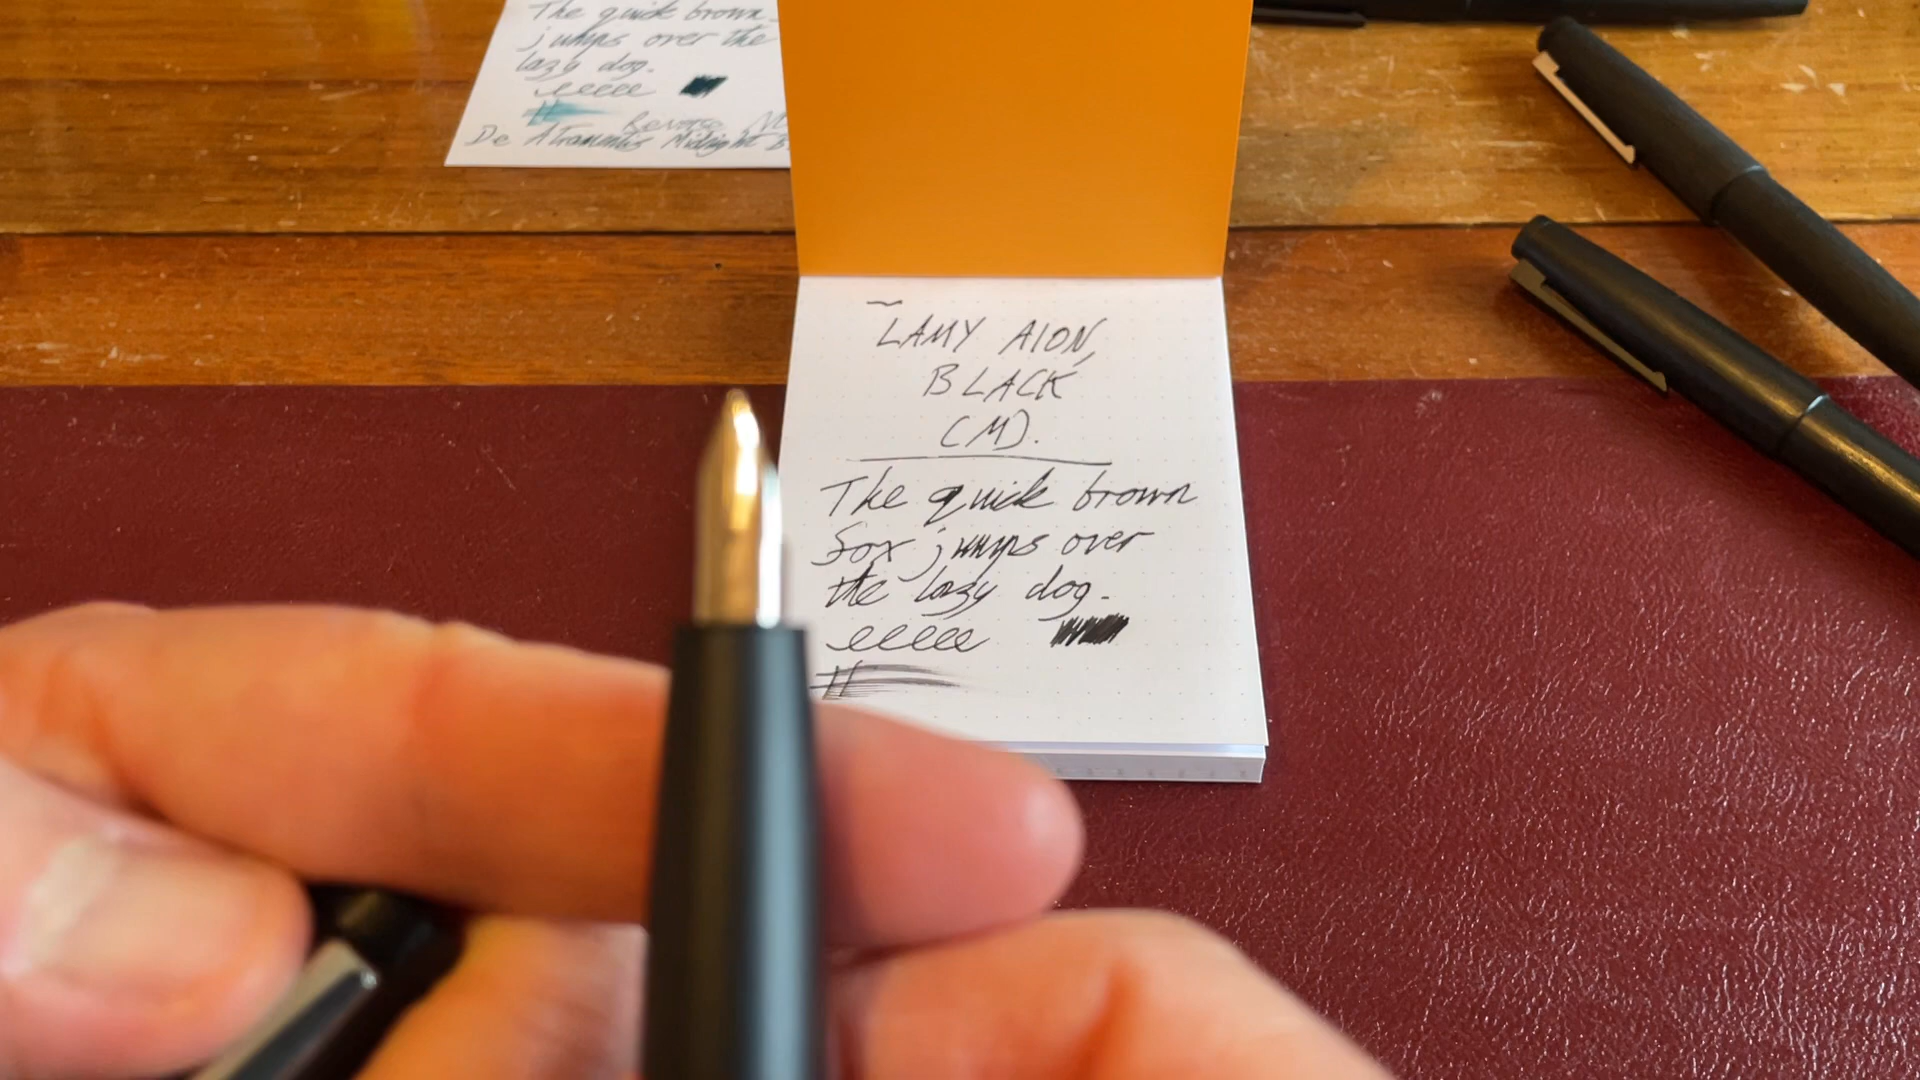 The quick brown
jumps over the
lazy dog.
eeeee
Reverse
De Atramentis Midnight B
LAMY AION,
BLACK
(M).
The quick brown
fox jumps over
the lazy dog.
eeeee